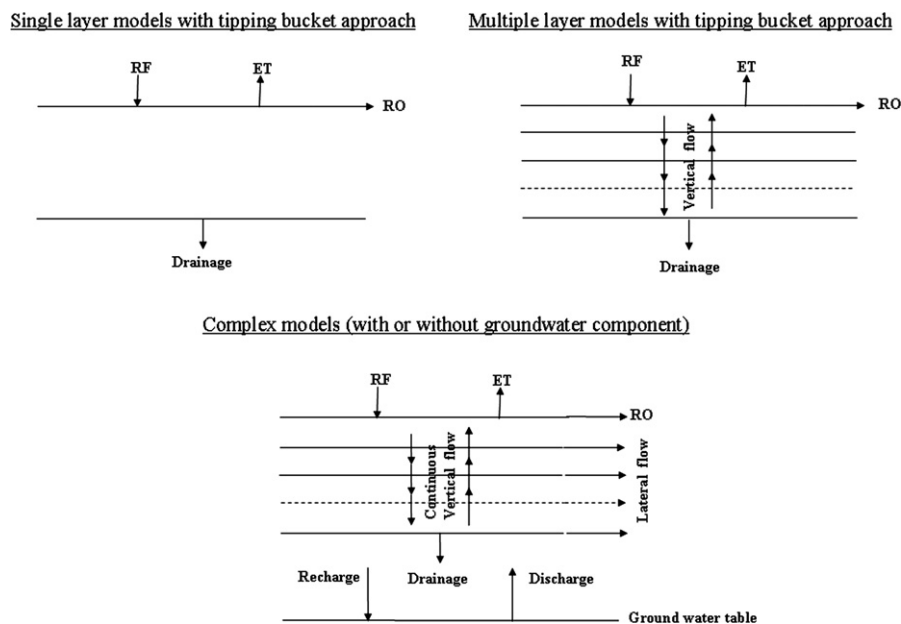 Single layer models with tipping bucket approach
RF
ET
RO
Drainage
Multiple layer models with tipping bucket approach
RF
ET
RO
Vertical flow
Drainage
Complex models (with or without groundwater component)
RF
ET
RO
Continuous
Vertical flow
Lateral flow
Recharge
Drainage
Discharge
Ground water table